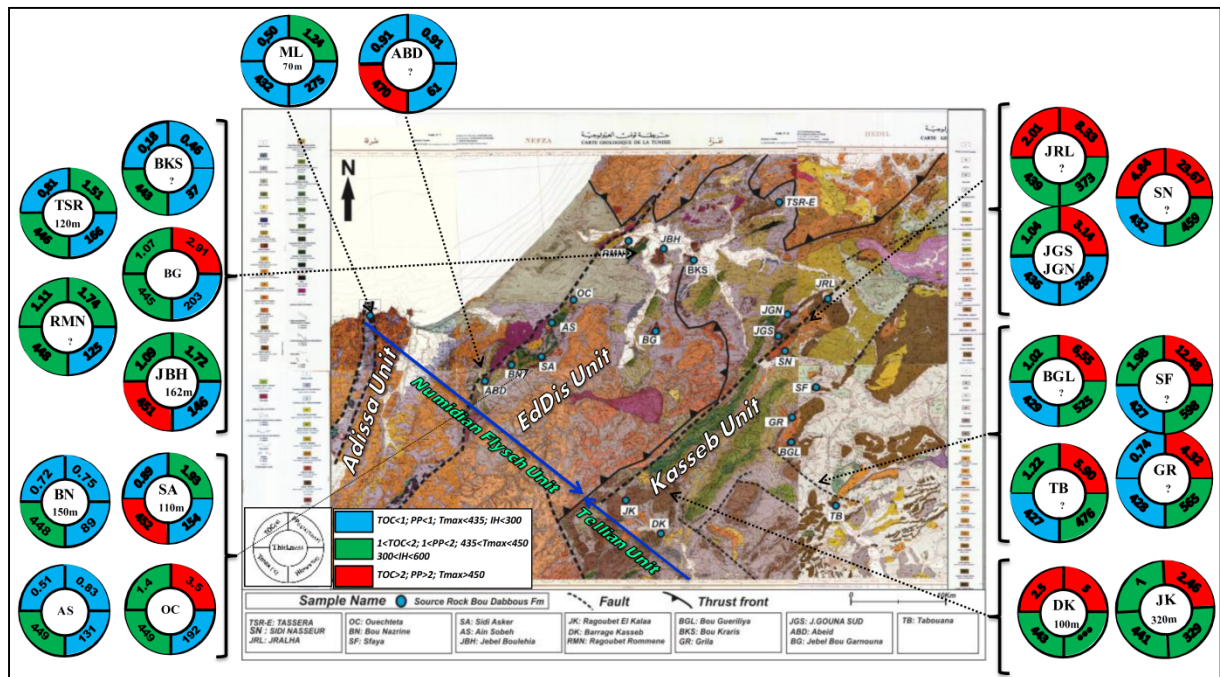 0,50
1.24
ML
70m
432
275
0.91
0.91
ABD
?
470
61
0,18
0.46
BKS
?
443
37
0,81
1.51
TSR
120m
446
166
1.07
2.91
BG
445
203
1.11
1.74
RMN
?
448
125
1.09
1.72
JBH
162m
451
146
0.72
0.75
BN
150m
448
89
0.89
1.93
SA
110m
452
154
0.51
0.83
AS
449
131
1.4
3.5
OC
449
192
2.01
8.33
JRL
?
439
373
4.84
23.67
SN
?
432
459
1.04
3.14
JGS
JGN
436
266
1.02
6,55
BGL
?
429
525
1.98
12.48
SF
?
427
598
1.22
5.90
TB
?
427
476
0.74
4.32
GR
?
428
565
2.5
5
DK
100m
448
•••
1
2.46
JK
320m
441
329
NEFZA
CARTE GEOLOGIQUE DE LA TUNISIE
HEDIL
N
TSR-E
RMN
JBH
BKS
OC
JRL
AS
JGN
BG
JGS
SA
SN
BN
ABD
SF
GR
BGL
TB
JK
DK
Adissa Unit
Numidian Flysch Unit
EdDis Unit
Kasseb Unit
Tellian Unit
Thickness
TOC<1; PP<1; Tmax<435; IH<300
1<TOC<2; 1<PP<2; 435<Tmax<450
300<IH<600
TOC>2; PP>2; Tmax>450
Sample Name
Source Rock Bou Dabbous Fm
Fault
Thrust front
0
10Km
TSR-E: TASSERA
SN : SIDI NASSEUR
JRL: JRALHA
OC: Ouechteta
BN: Bou Nazrine
SF: Sfaya
SA: Sidi Asker
AS: Ain Sobeh
JBH: Jebel Boulehia
JK: Ragoubet El Kalaa
DK: Barrage Kasseb
RMN: Ragoubet Rommene
BGL: Bou Gueriliya
BKS: Bou Kraris
GR: Grila
JGS: J.GOUNA SUD
ABD: Abeid
BG: Jebel Bou Garnouna
TB: Tabouana